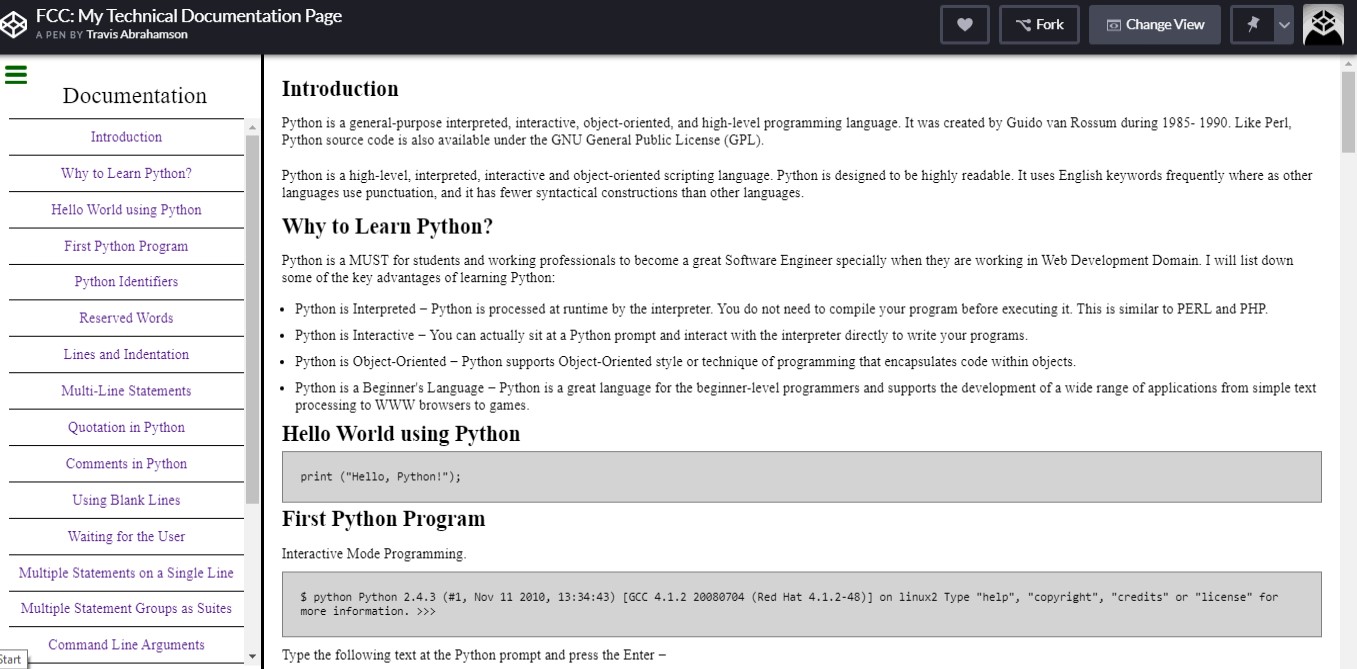 FCC: My Technical Documentation Page
A PEN BY Travis Abrahamson
Fork
Change View
Documentation
Introduction
Why to Learn Python?
Hello World using Python
First Python Program
Python Identifiers
Reserved Words
Lines and Indentation
Multi-Line Statements
Quotation in Python
Comments in Python
Using Blank Lines
Waiting for the User
Multiple Statements on a Single Line
Multiple Statement Groups as Suites
Command Line Arguments
Start
Introduction
Python is a general-purpose interpreted, interactive, object-oriented, and high-level programming language. It was created by Guido van Rossum during 1985- 1990. Like Perl,
Python source code is also available under the GNU General Public License (GPL).
Python is a high-level, interpreted, interactive and object-oriented scripting language. Python is designed to be highly readable. It uses English keywords frequently where as other
languages use punctuation, and it has fewer syntactical constructions than other languages.
Why to Learn Python?
Python is a MUST for students and working professionals to become a great Software Engineer specially when they are working in Web Development Domain. I will list down
some of the key advantages of learning Python:
• Python is Interpreted − Python is processed at runtime by the interpreter. You do not need to compile your program before executing it. This is similar to PERL and PHP.
• Python is Interactive − You can actually sit at a Python prompt and interact with the interpreter directly to write your programs.
• Python is Object-Oriented − Python supports Object-Oriented style or technique of programming that encapsulates code within objects.
• Python is a Beginner's Language − Python is a great language for the beginner-level programmers and supports the development of a wide range of applications from simple text
processing to WWW browsers to games.
Hello World using Python
print ("Hello, Python!");
First Python Program
Interactive Mode Programming.
$ python Python 2.4.3 (#1, Nov 11 2010, 13:34:43) [GCC 4.1.2 20080704 (Red Hat 4.1.2-48)] on linux2 Type "help", "copyright", "credits" or "license" for
more information. >>>
Type the following text at the Python prompt and press the Enter −